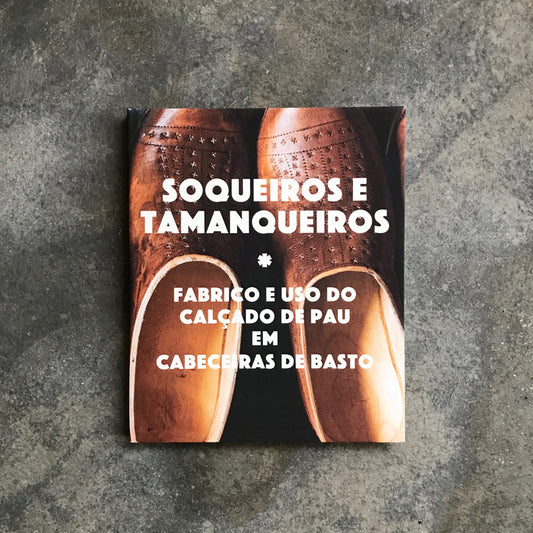 SOQUEIROS E
TAMANQUEIROS
*
FABRICO E USO DO
CALÇADO DE PAU
EM
CABECEIRAS DE BASTO